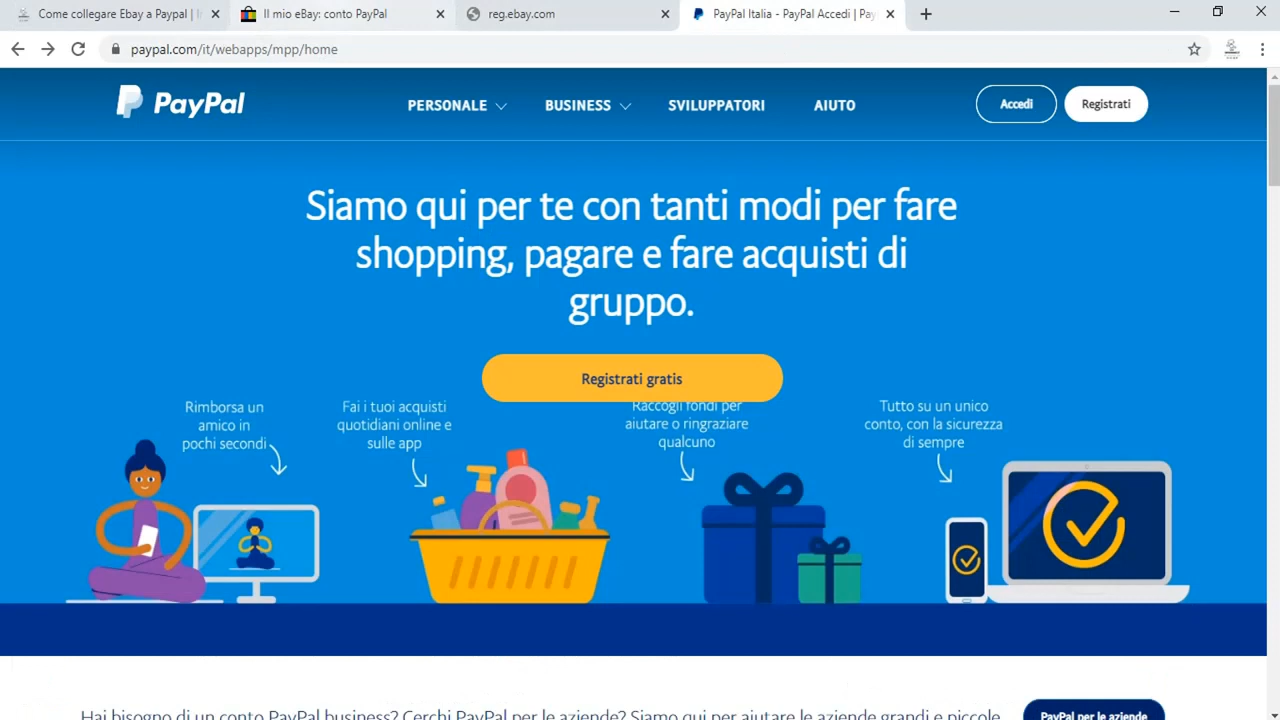 Come collegare Ebay a Paypal |
Il mio eBay: conto PayPal
reg.ebay.com
PayPal Italia - PayPal Accedi | Pay
paypal.com/it/webapps/mpp/home
PayPal
PERSONALE
BUSINESS
SVILUPPATORI
AIUTO
Accedi
Registrati
Siamo qui per te con tanti modi per fare
shopping, pagare e fare acquisti di
gruppo.
Registrati gratis
Rimborsa un
amico in
pochi secondi
Fai i tuoi acquisti
quotidiani online e
sulle app
Raccogli fondi per
aiutare o ringraziare
qualcuno
Tutto su un unico
conto, con la sicurezza
di sempre
Hai bisogno di un conto PayPal business? Cerchi PayPal per le aziende? Siamo qui per aiutare le aziende grandi e piccole
PayPal per le aziende